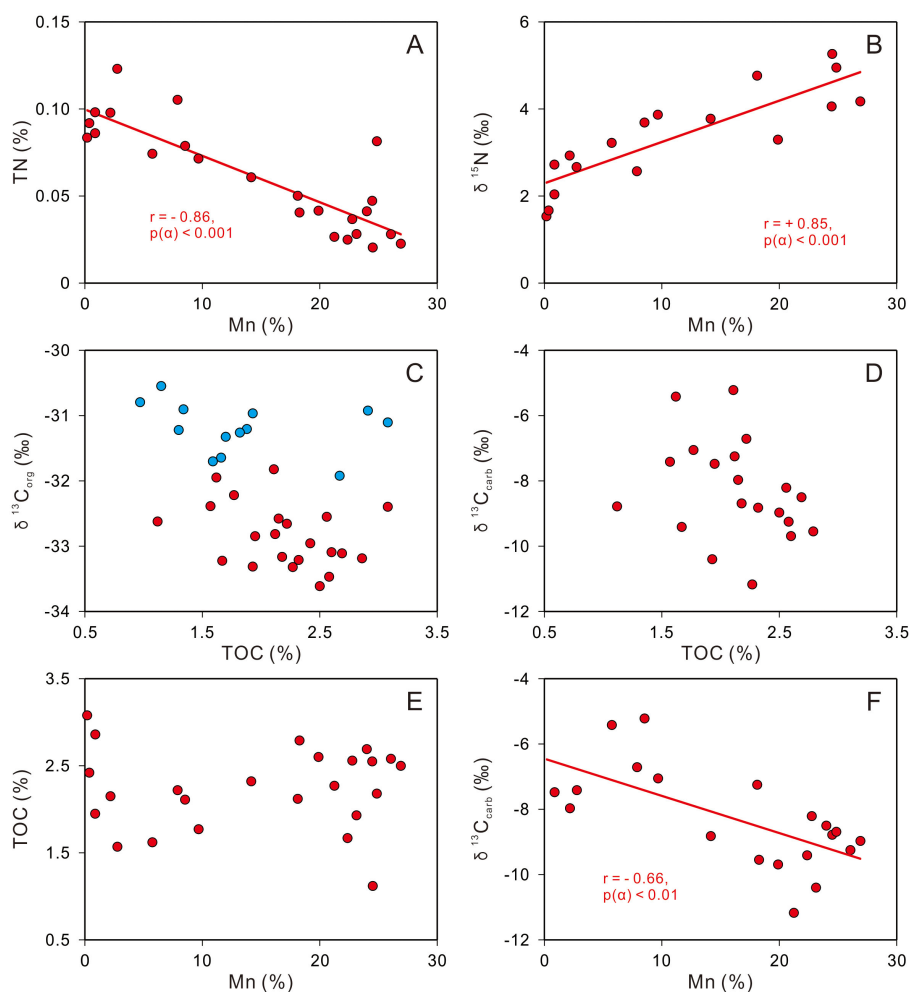 A
TN (%)
0.15
0.10
0.05
0
r = - 0.86,
p(α) < 0.001
0 10 20 30
Mn (%)
B
δ ¹⁵N (‰)
6
4
2
0
r = + 0.85,
p(α) < 0.001
0 10 20 30
Mn (%)
C
δ ¹³Corg (‰)
-30
-31
-32
-33
-34
0.5 1.5 2.5 3.5
TOC (%)
D
δ ¹³Ccarb (‰)
-4
-6
-8
-10
-12
0.5 1.5 2.5 3.5
TOC (%)
E
TOC (%)
3.5
2.5
1.5
0.5
0 10 20 30
Mn (%)
F
δ ¹³Ccarb (‰)
-4
-6
-8
-10
-12
r = - 0.66,
p(α) < 0.01
0 10 20 30
Mn (%)